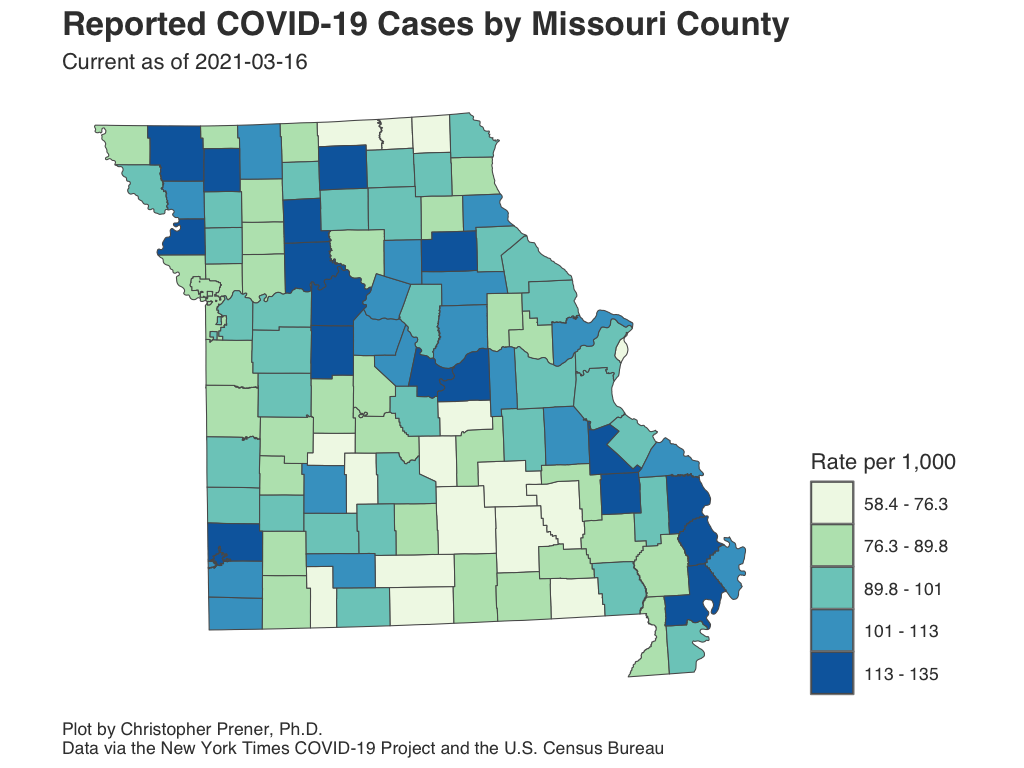 Reported COVID-19 Cases by Missouri County
Current as of 2021-03-16
Rate per 1,000
58.4 - 76.3
76.3 - 89.8
89.8 - 101
101 - 113
113 - 135
Plot by Christopher Prener, Ph.D.
Data via the New York Times COVID-19 Project and the U.S. Census Bureau